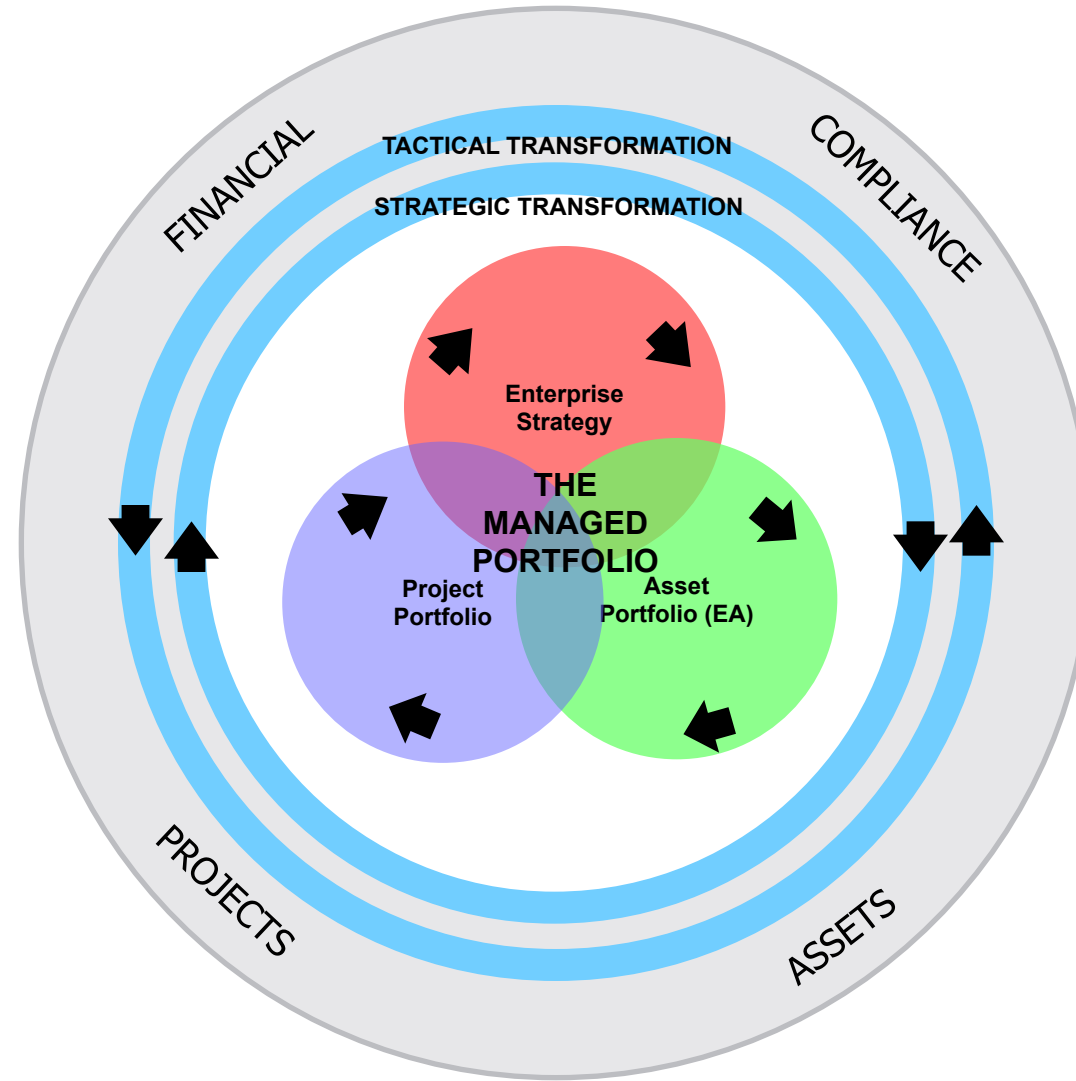 FINANCIAL
COMPLIANCE
TACTICAL TRANSFORMATION
STRATEGIC TRANSFORMATION
Enterprise
Strategy
THE
MANAGED
PORTFOLIO
Project
Portfolio
Asset
Portfolio (EA)
PROJECTS
ASSETS